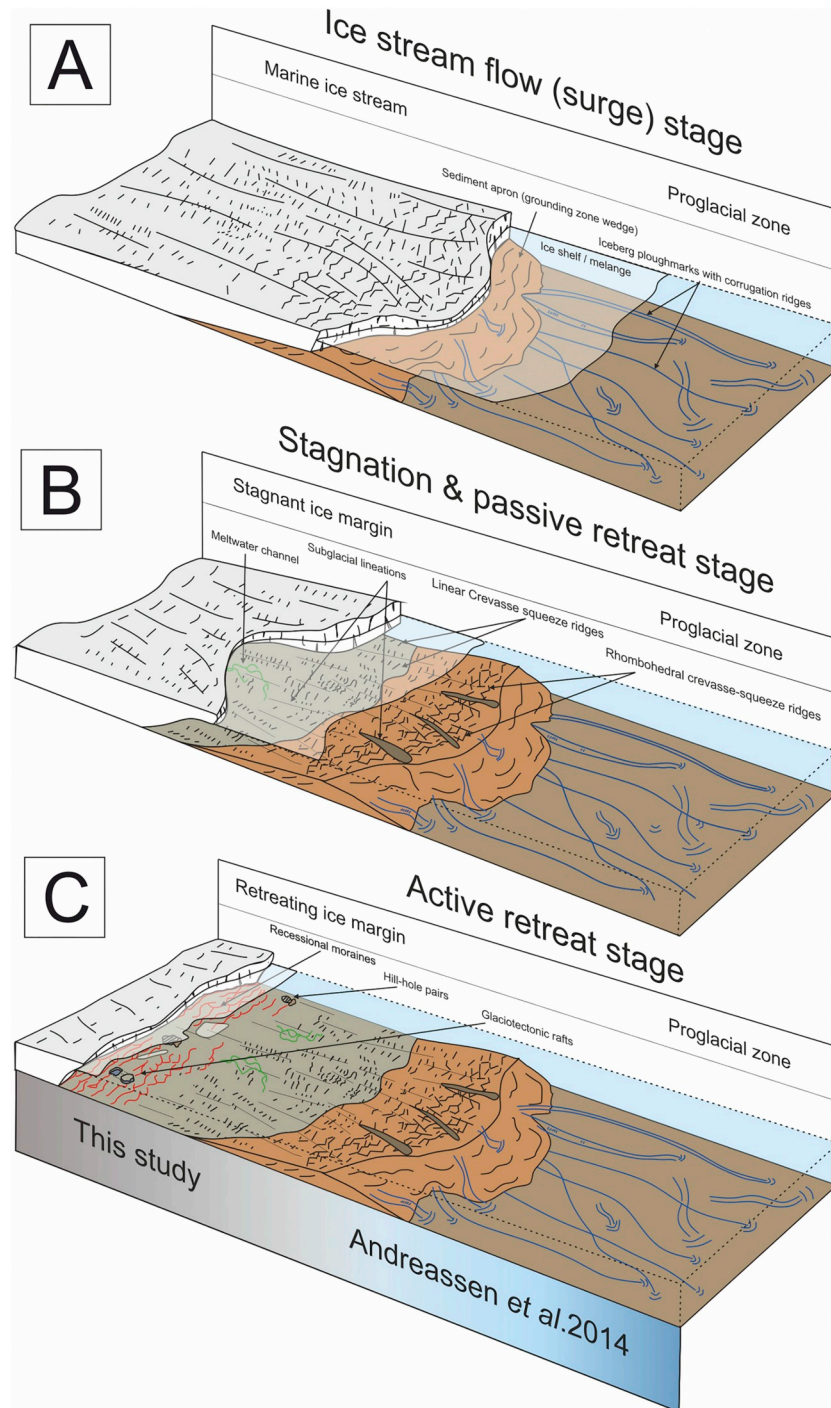 A
Ice stream flow (surge) stage
Marine ice stream
Proglacial zone
Sediment apron (grounding zone wedge)
Ice shelf / melange
Iceberg ploughmarks with corrugation ridges
B
Stagnation & passive retreat stage
Stagnant ice margin
Proglacial zone
Meltwater channel
Subglacial lineations
Linear Crevasse squeeze ridges
Rhombohedral crevasse-squeeze ridges
C
Active retreat stage
Retreating ice margin
Proglacial zone
Recessional moraines
Hill-hole pairs
Glaciotectonic rafts
This study
Andreassen et al.2014